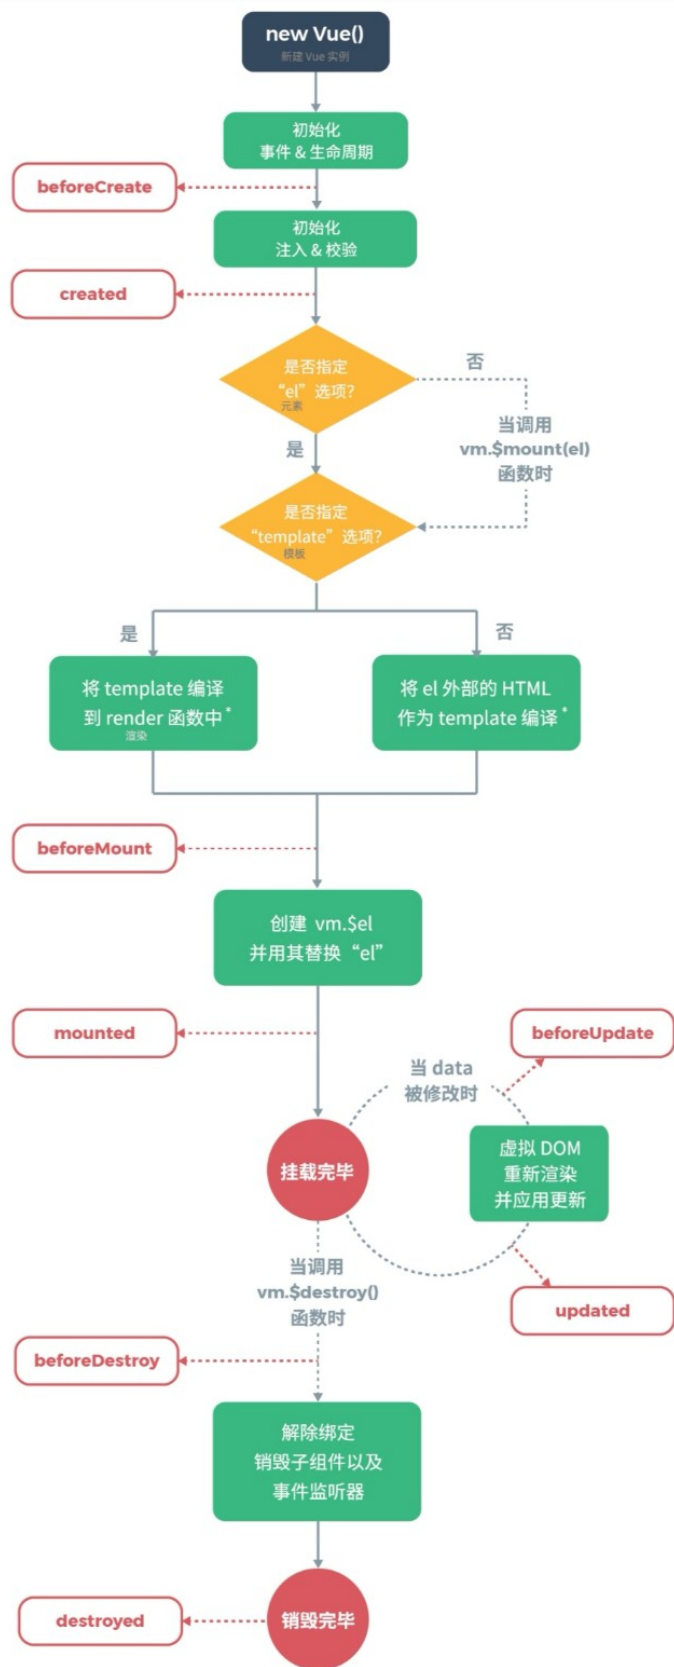 new Vue()
新建 Vue 实例
初始化
事件 & 生命周期
beforeCreate
初始化
注入 & 校验
created
是否指定
“el”选项？
元素
否
当调用
vm.$mount(el)
函数时
是
是否指定
“template”选项？
模板
是
否
将 template 编译
到 render 函数中*
渲染
将 el 外部的 HTML
作为 template 编译*
beforeMount
创建 vm.$el
并用其替换“el”
mounted
beforeUpdate
当 data
被修改时
挂载完毕
虚拟 DOM
重新渲染
并应用更新
当调用
vm.$destroy()
函数时
updated
beforeDestroy
解除绑定
销毁子组件以及
事件监听器
destroyed
销毁完毕